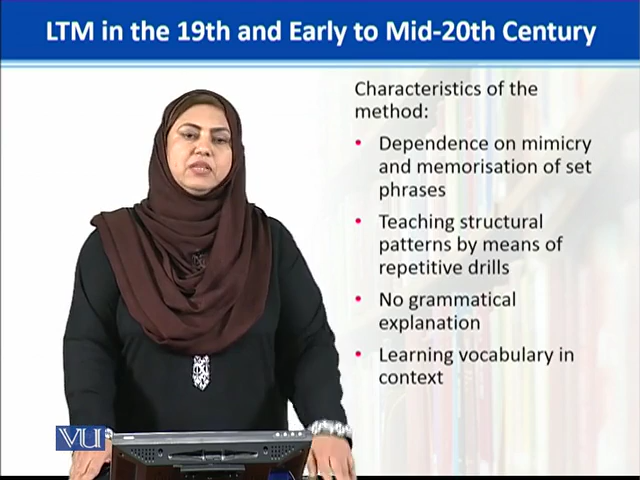 LTM in the 19th and Early to Mid-20th Century
Characteristics of the
method:
• Dependence on mimicry
and memorisation of set
phrases
• Teaching structural
patterns by means of
repetitive drills
• No grammatical
explanation
• Learning vocabulary in
context
VU